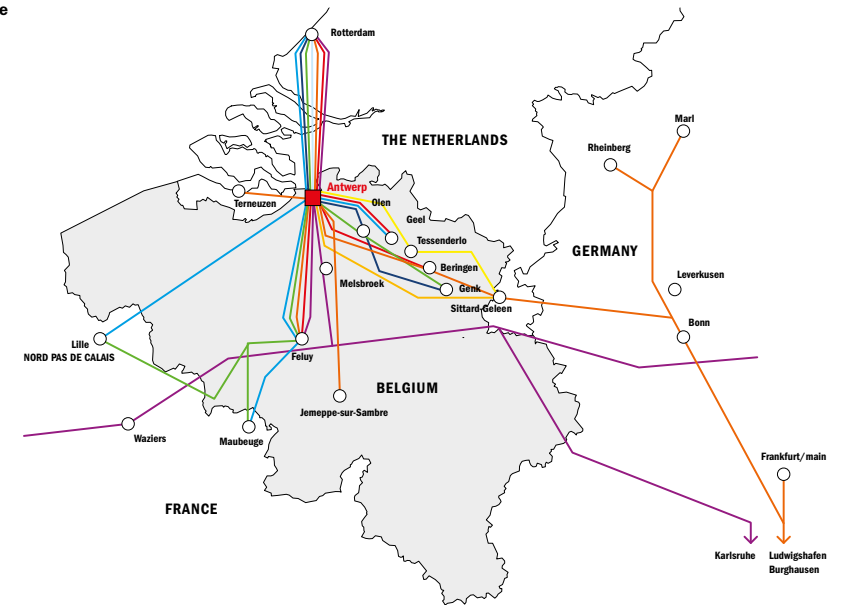 e
Rotterdam
Marl
THE NETHERLANDS
Rheinberg
Antwerp
Terneuzen
Olen
Geel
Tessenderlo
GERMANY
Beringen
Leverkusen
Melsbroek
Genk
Sittard-Geleen
Bonn
Lille
NORD PAS DE CALAIS
Feluy
BELGIUM
Jemeppe-sur-Sambre
Waziers
Maubeuge
Frankfurt/main
FRANCE
Karlsruhe
Ludwigshafen
Burghausen